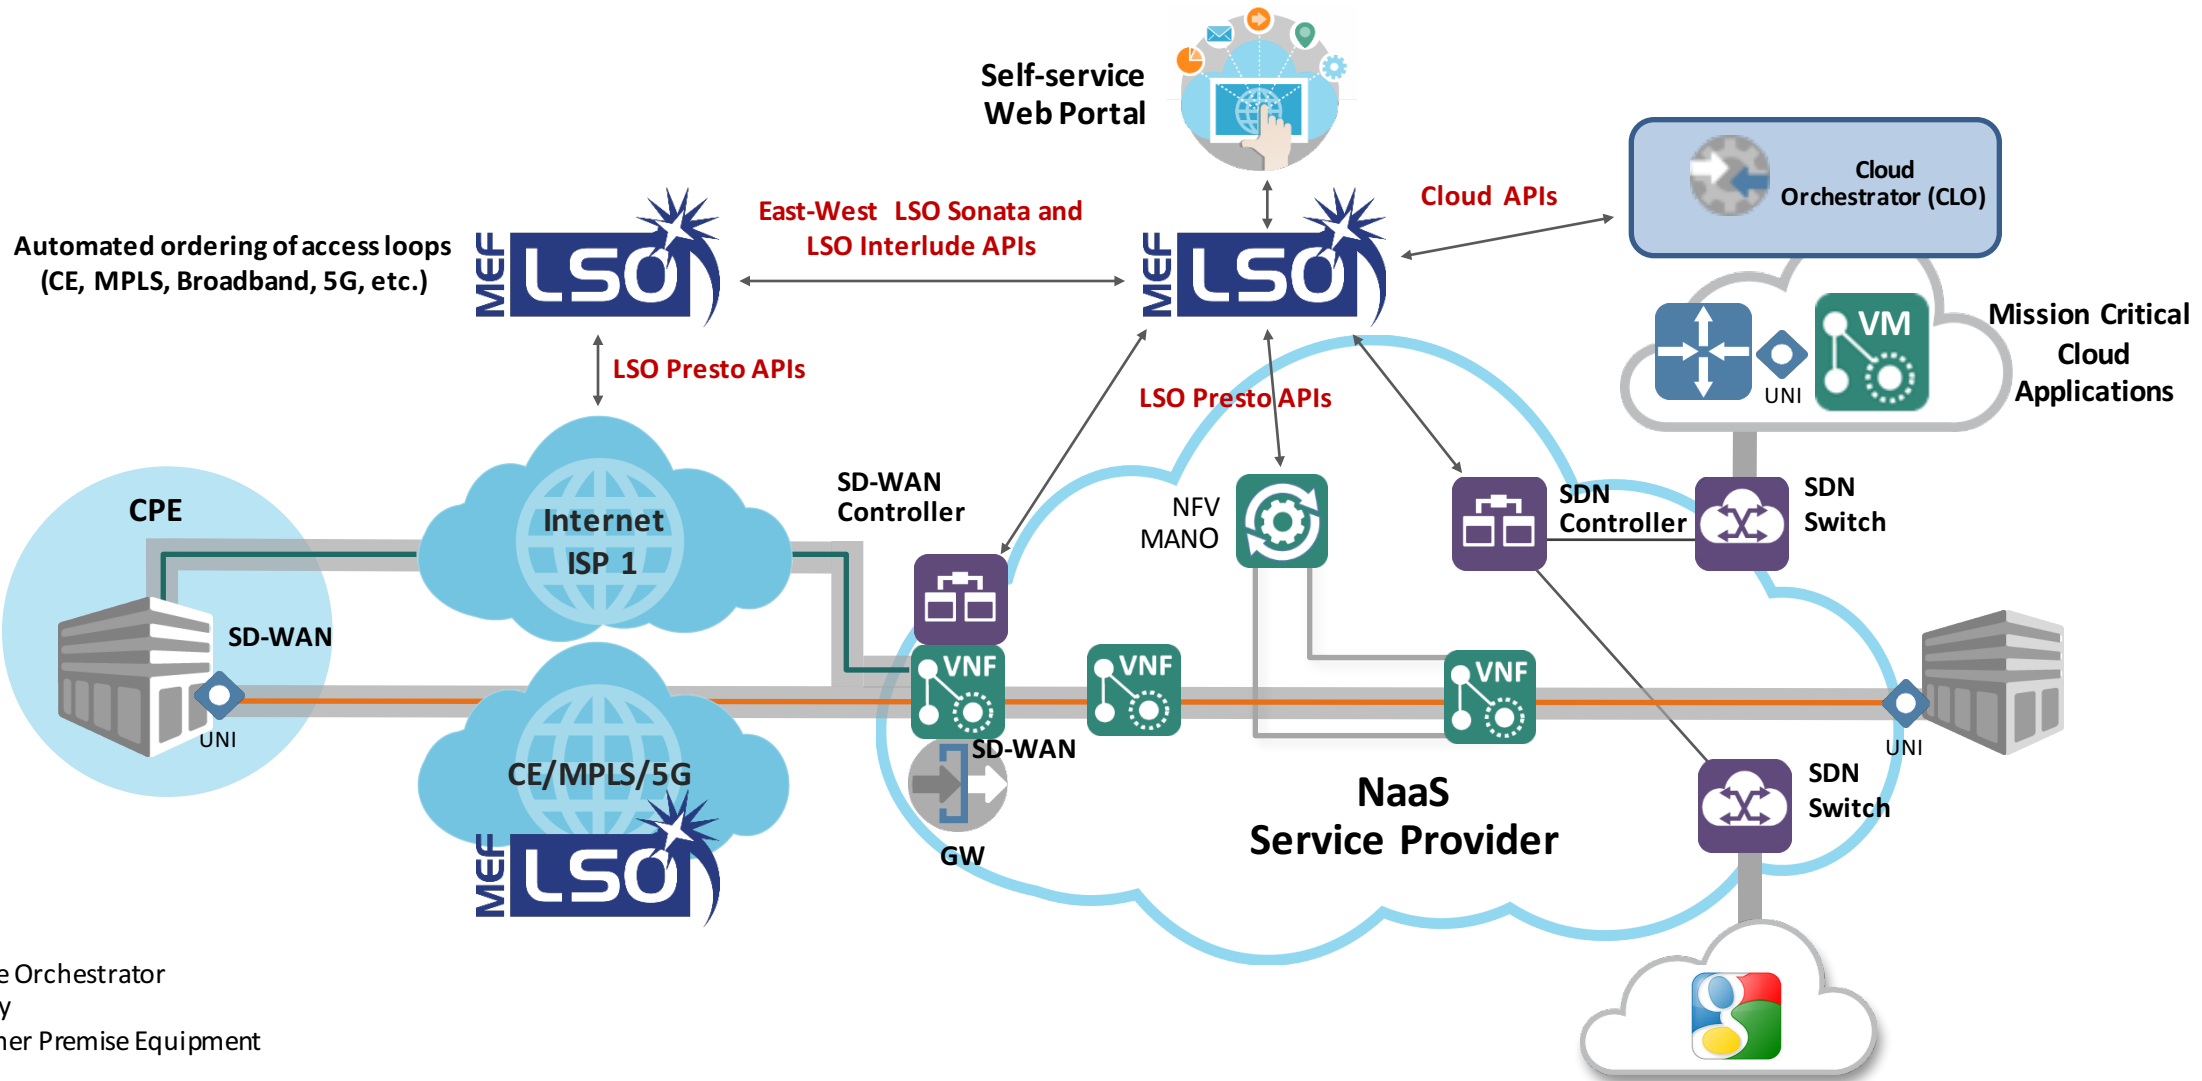 Self-service
Web Portal
Cloud
Orchestrator (CLO)
Cloud APIs
East-West LSO Sonata and
LSO Interlude APIs
Automated ordering of access loops
(CE, MPLS, Broadband, 5G, etc.)
MEF
LSO
MEF
LSO
VM
UNI
Mission Critical
Cloud
Applications
LSO Presto APIs
LSO Presto APIs
CPE
Internet
ISP 1
SD-WAN
Controller
NFV
MANO
SDN
Controller
SDN
Switch
SD-WAN
UNI
VNF
VNF
VNF
UNI
SD-WAN
GW
CE/MPLS/5G
MEF
LSO
NaaS
Service Provider
SDN
Switch
g
e Orchestrator
y
ner Premise Equipment